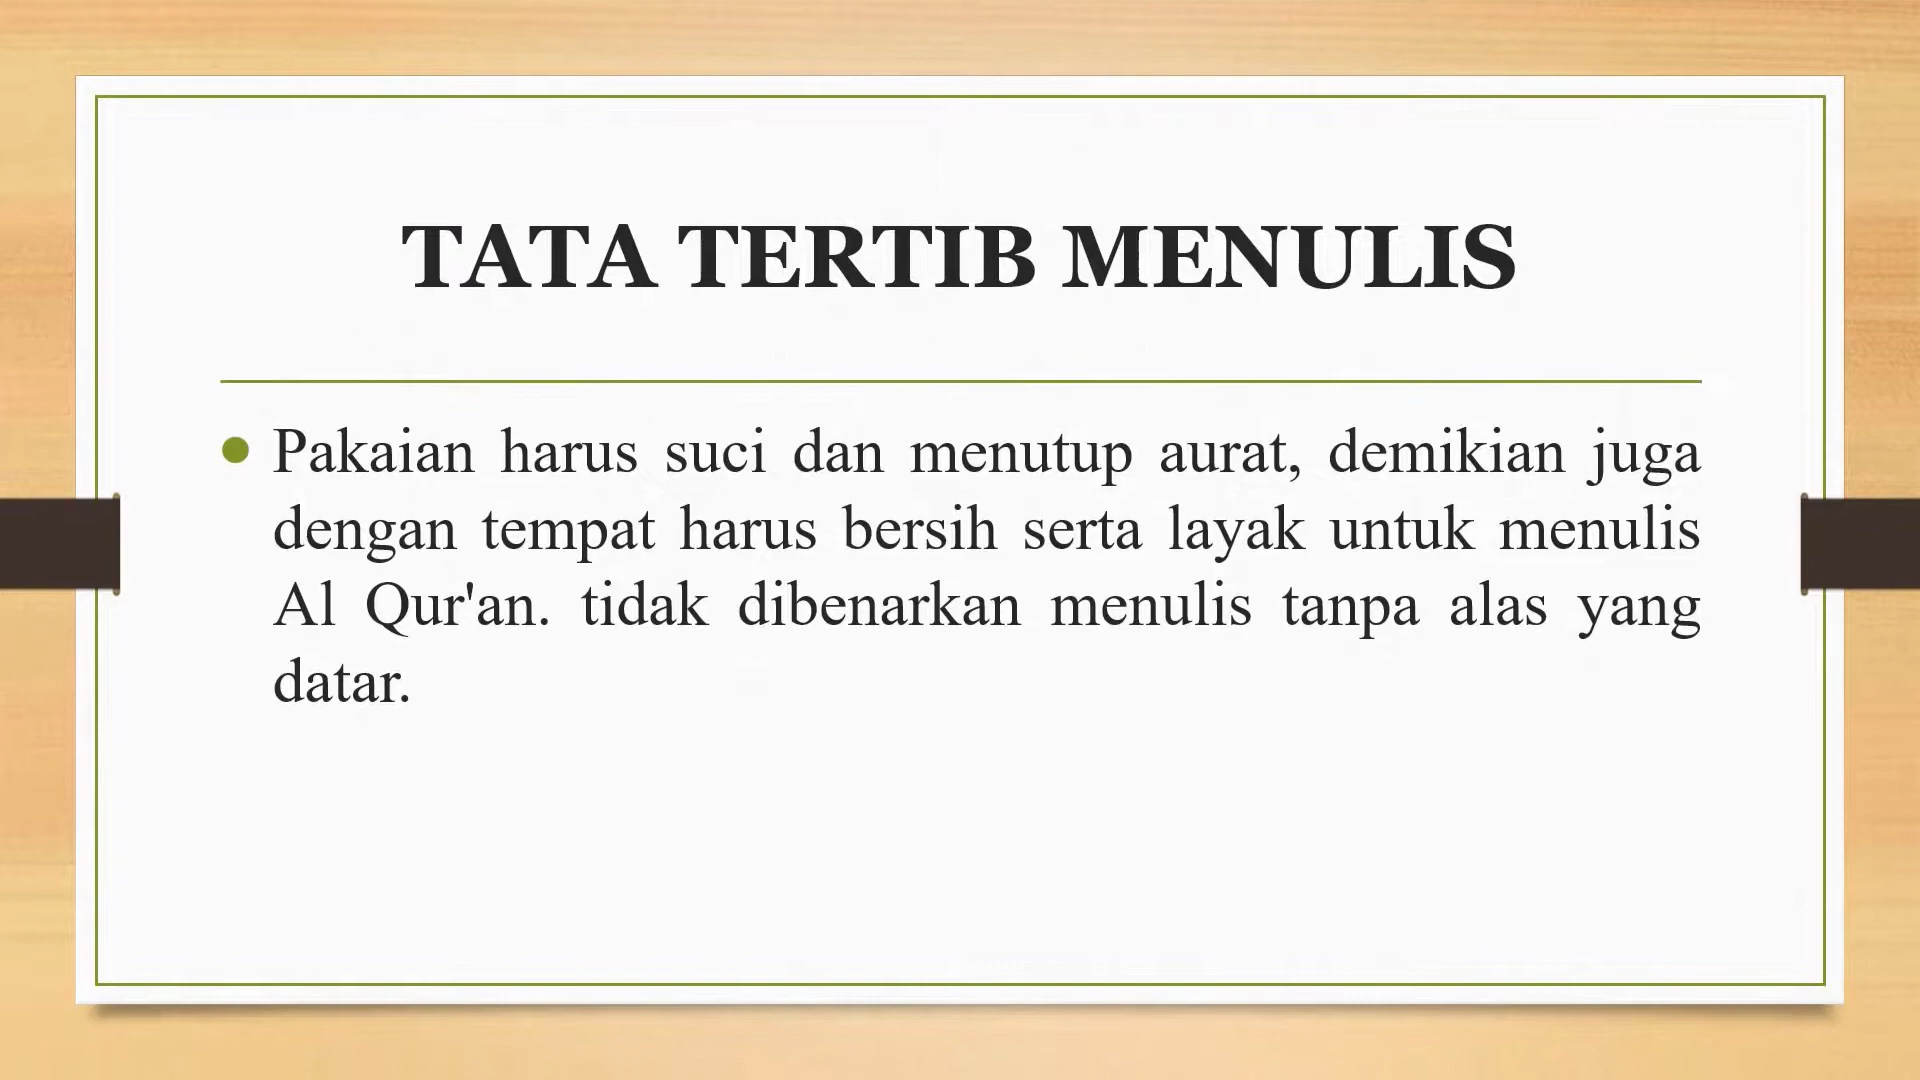 TATA TERTIB MENULIS
Pakaian harus suci dan menutup aurat, demikian juga
dengan tempat harus bersih serta layak untuk menulis
Al Qur'an. tidak dibenarkan menulis tanpa alas yang
datar.